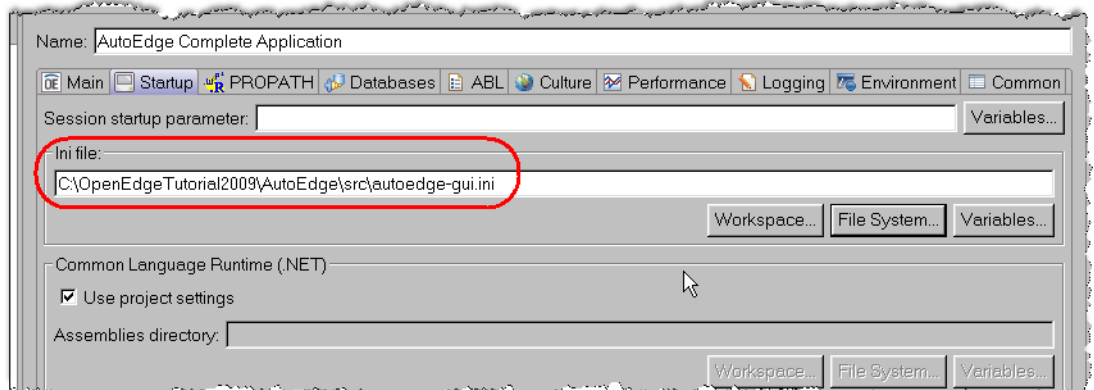 Name: AutoEdge Complete Application
Main Startup PROPATH Databases ABL Culture Performance Logging Environment Common
Session startup parameter: Variables...
Ini file:
C:\OpenEdgeTutorial2009\AutoEdge\src\autoedge-gui.ini
Workspace... File System... Variables...
Common Language Runtime (.NET)
Use project settings
Assemblies directory:
Workspace... File System... Variables...